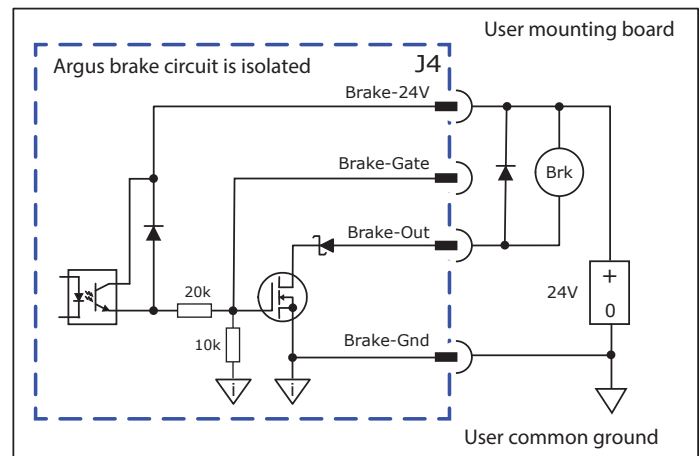 User mounting board
Argus brake circuit is isolated
J4
Brake-24V
Brake-Gate
Brk
Brake-Out
20k
24V
+
0
10k
Brake-Gnd
i
i
User common ground